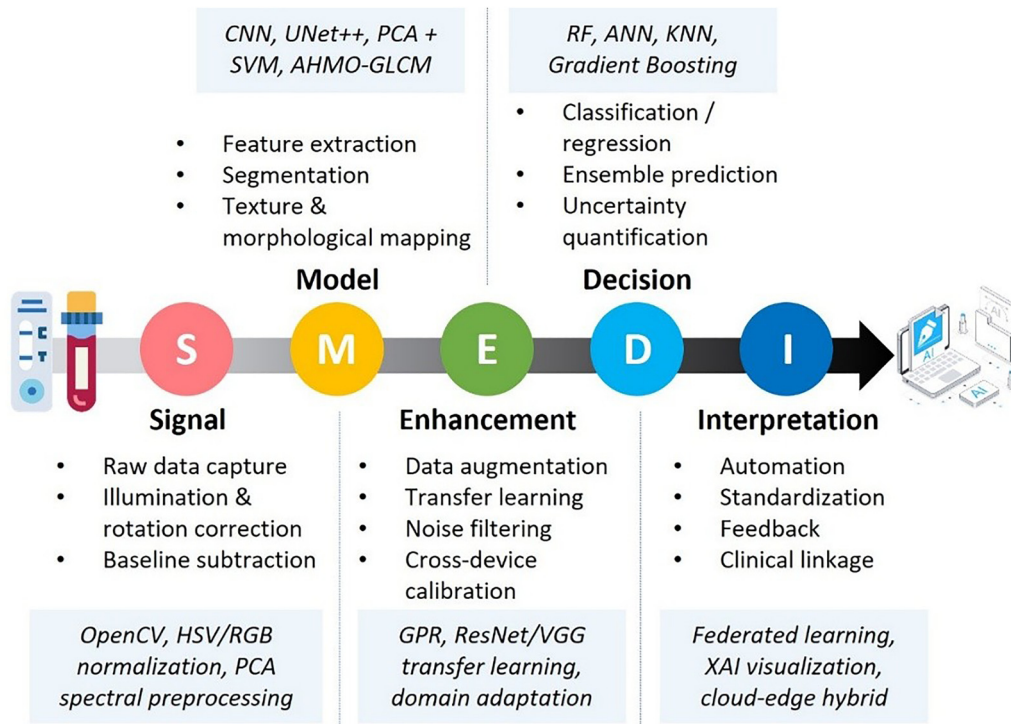 CNN, UNet++, PCA +
SVM, AHMO-GLCM
• Feature extraction
• Segmentation
• Texture &
morphological mapping
Model
RF, ANN, KNN,
Gradient Boosting
• Classification /
regression
• Ensemble prediction
• Uncertainty
quantification
Decision
C
T
S
M
E
D
I
AI
AI
AI
Signal
• Raw data capture
• Illumination &
rotation correction
• Baseline subtraction
OpenCV, HSV/RGB
normalization, PCA
spectral preprocessing
Enhancement
• Data augmentation
• Transfer learning
• Noise filtering
• Cross-device
calibration
GPR, ResNet/VGG
transfer learning,
domain adaptation
Interpretation
• Automation
• Standardization
• Feedback
• Clinical linkage
Federated learning,
XAI visualization,
cloud-edge hybrid